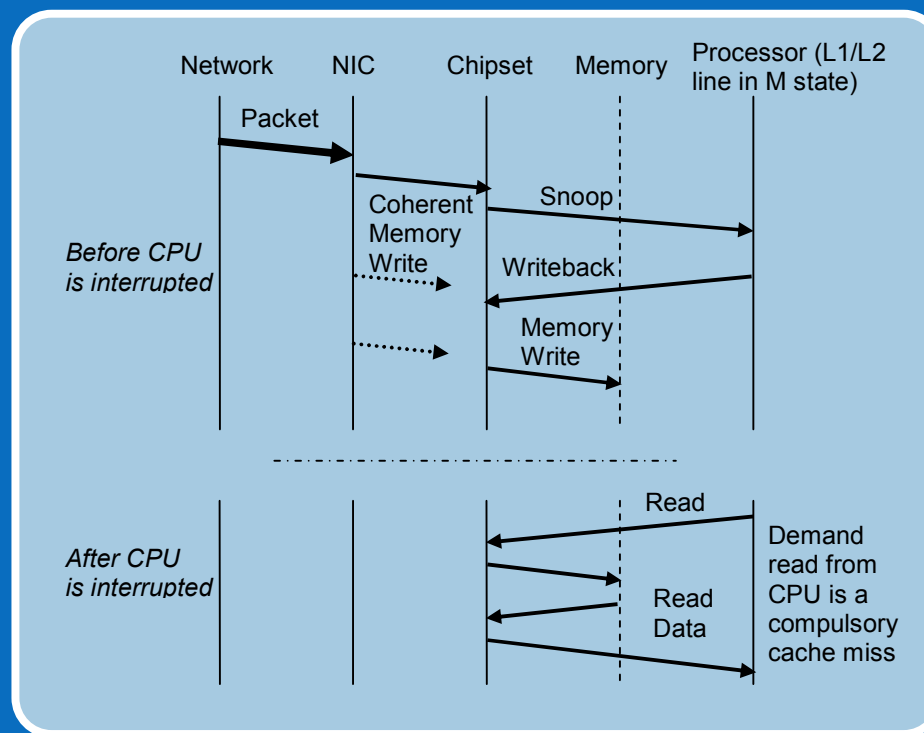 Network
NIC
Chipset
Memory
Processor (L1/L2
line in M state)
Packet
Coherent
Memory
Write
Snoop
Before CPU
is interrupted
Writeback
Memory
Write
Read
After CPU
is interrupted
Read
Data
Demand
read from
CPU is a
compulsory
cache miss